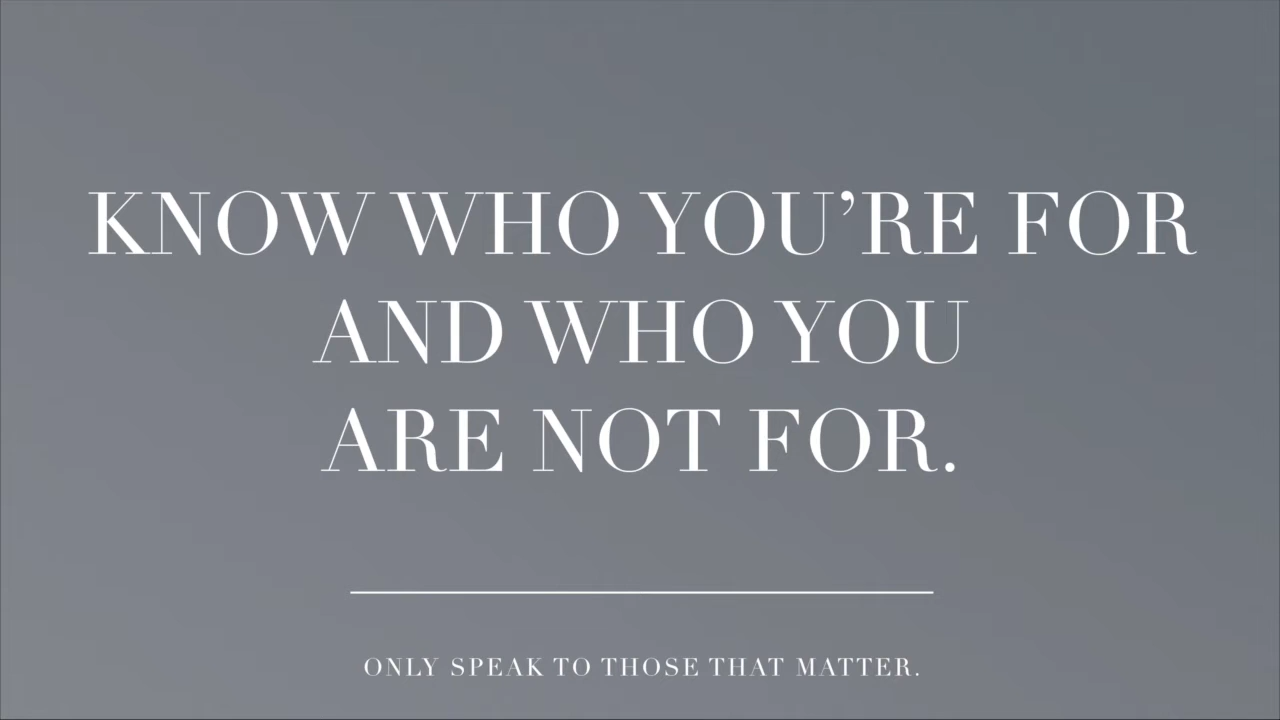 KNOW WHO YOU’RE FOR
AND WHO YOU
ARE NOT FOR.
ONLY SPEAK TO THOSE THAT MATTER.